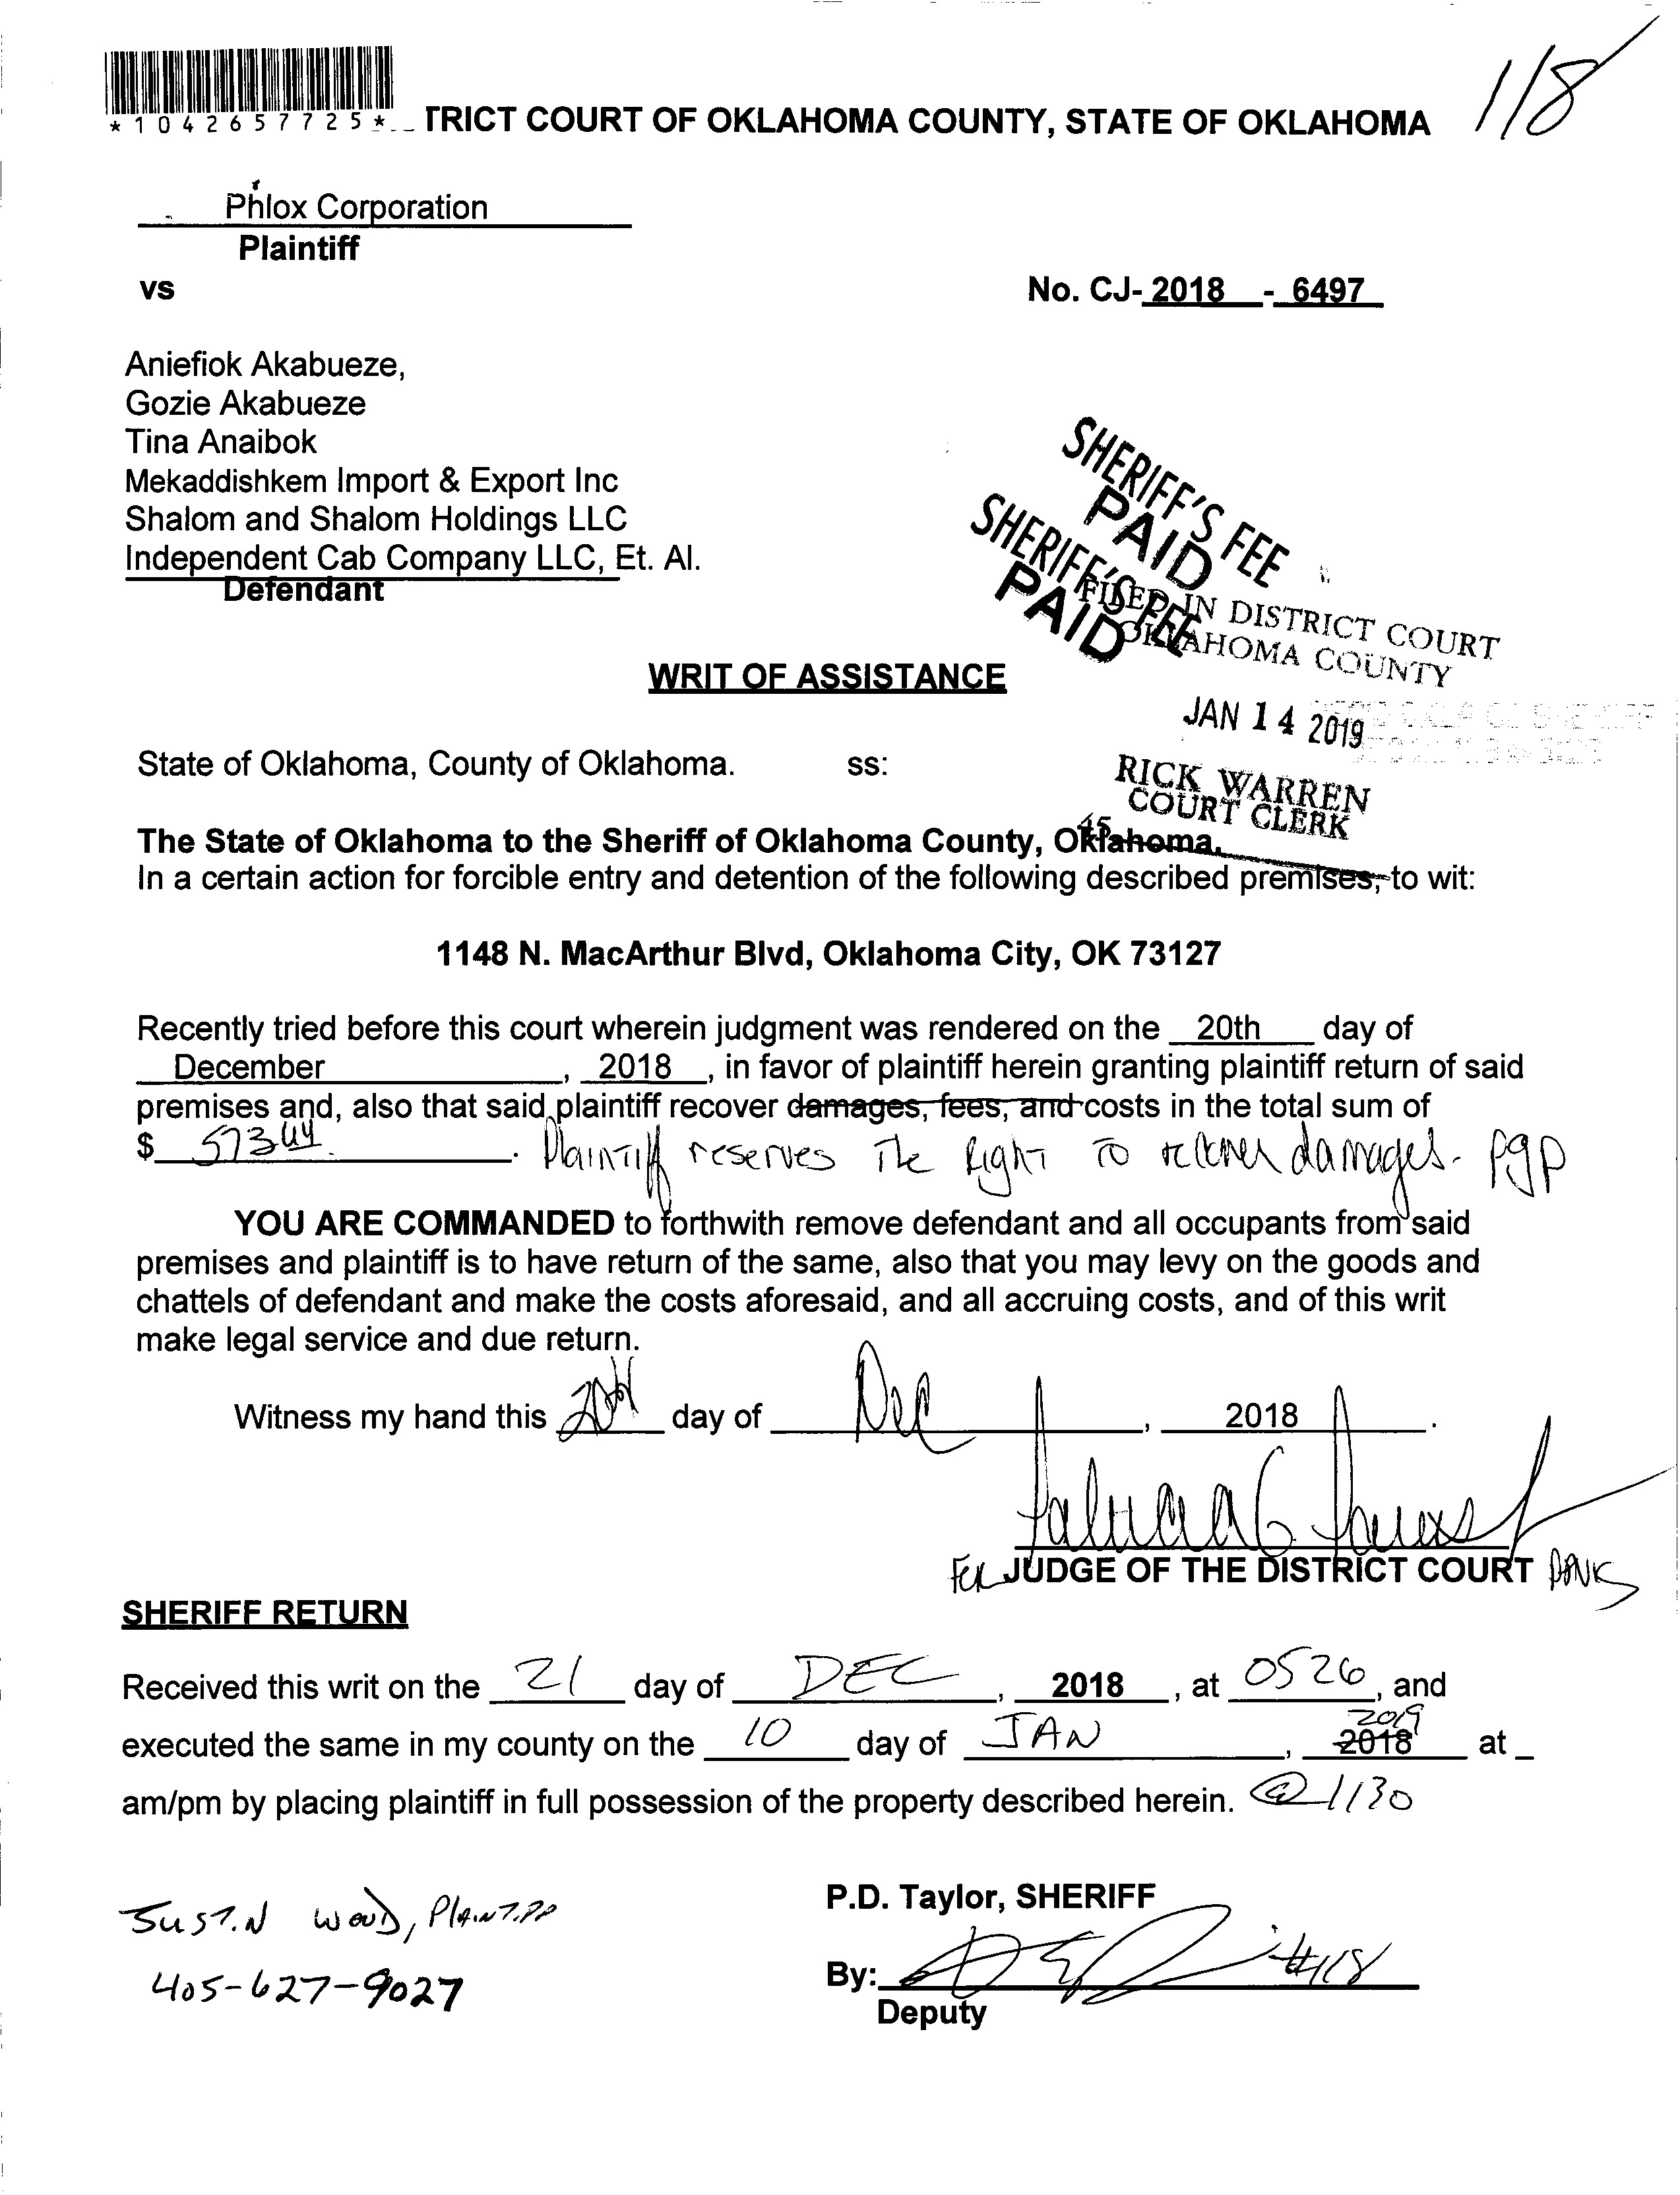 118
*1042657725*
TRICT COURT OF OKLAHOMA COUNTY, STATE OF OKLAHOMA
Phlox Corporation
Plaintiff
vs
No. CJ- 2018 - 6497
Aniefiok Akabueze,
Gozie Akabueze
Tina Anaibok
Mekaddishkem Import & Export Inc
Shalom and Shalom Holdings LLC
Independent Cab Company LLC, Et. Al.
Defendant
SHERIFF'S FEE
PAID
SHERIFF'S FEE
PAID
FILED IN DISTRICT COURT
OKLAHOMA COUNTY
WRIT OF ASSISTANCE
JAN 14 2019
State of Oklahoma, County of Oklahoma. ss:
RICK WARREN
COURT CLERK
45
The State of Oklahoma to the Sheriff of Oklahoma County, Oklahoma.
In a certain action for forcible entry and detention of the following described premises, to wit:
1148 N. MacArthur Blvd, Oklahoma City, OK 73127
Recently tried before this court wherein judgment was rendered on the 20th day of
December, 2018, in favor of plaintiff herein granting plaintiff return of said
premises and, also that said plaintiff recover damages, fees, and costs in the total sum of
$ 573.44. Plaintiff reserves The Right To recover damages. pgp
YOU ARE COMMANDED to forthwith remove defendant and all occupants from said
premises and plaintiff is to have return of the same, also that you may levy on the goods and
chattels of defendant and make the costs aforesaid, and all accruing costs, and of this writ
make legal service and due return.
Witness my hand this 20th day of Dec, 2018.
For JUDGE OF THE DISTRICT COURT
SHERIFF RETURN
Received this writ on the 21 day of DEC, 2018, at 0526, and
2019
executed the same in my county on the 10 day of JAN, 2018 at _
am/pm by placing plaintiff in full possession of the property described herein. @ 1130
P.D. Taylor, SHERIFF
JUSTIN WOOD, PLAINTIFF
405-627-9027
By: #118
Deputy